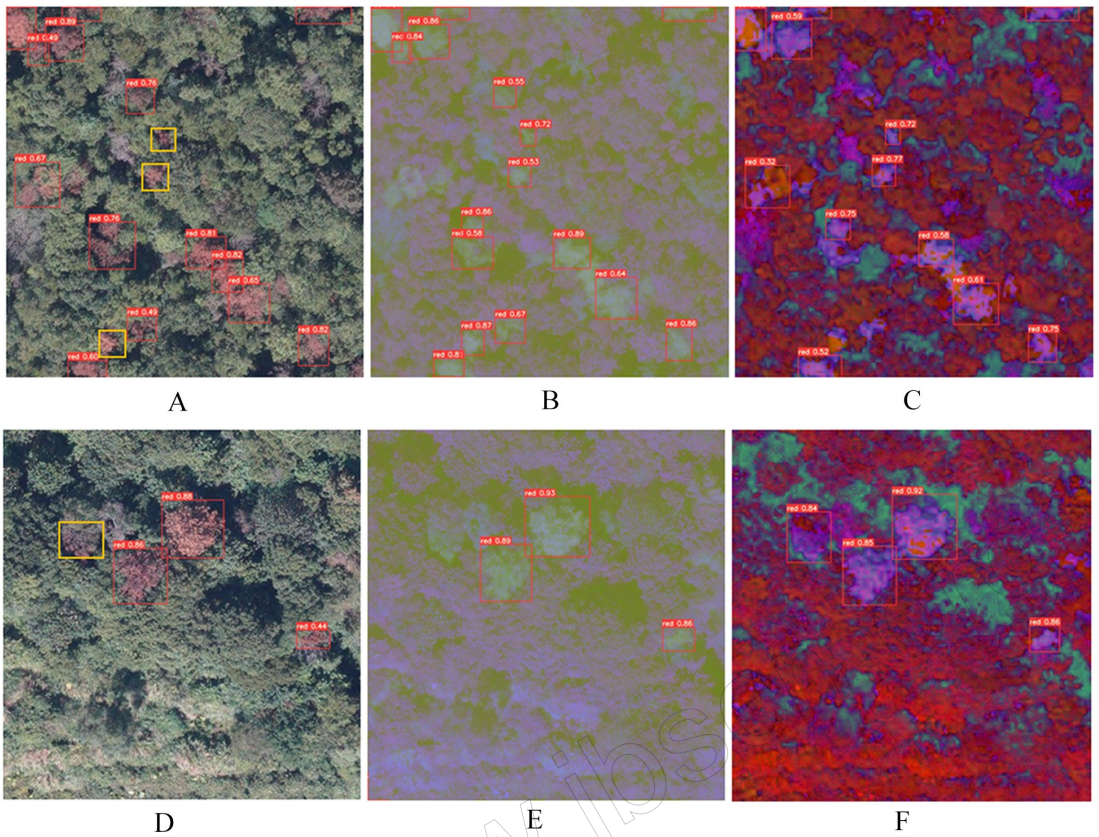 red 0.89
red 0.49
red 0.76
red 0.67
red 0.76
red 0.81
red 0.82
red 0.65
red 0.49
red 0.82
red 0.60
A
red 0.86
red 0.84
red 0.55
red 0.72
red 0.53
red 0.86
red 0.58
red 0.89
red 0.64
red 0.67
red 0.87
red 0.86
red 0.8
B
red 0.59
red 0.72
red 0.77
red 0.32
red 0.75
red 0.58
red 0.61
red 0.75
red 0.52
C
red 0.88
red 0.86
red 0.44
D
red 0.93
red 0.89
red 0.86
E
red 0.92
red 0.84
red 0.85
red 0.86
F